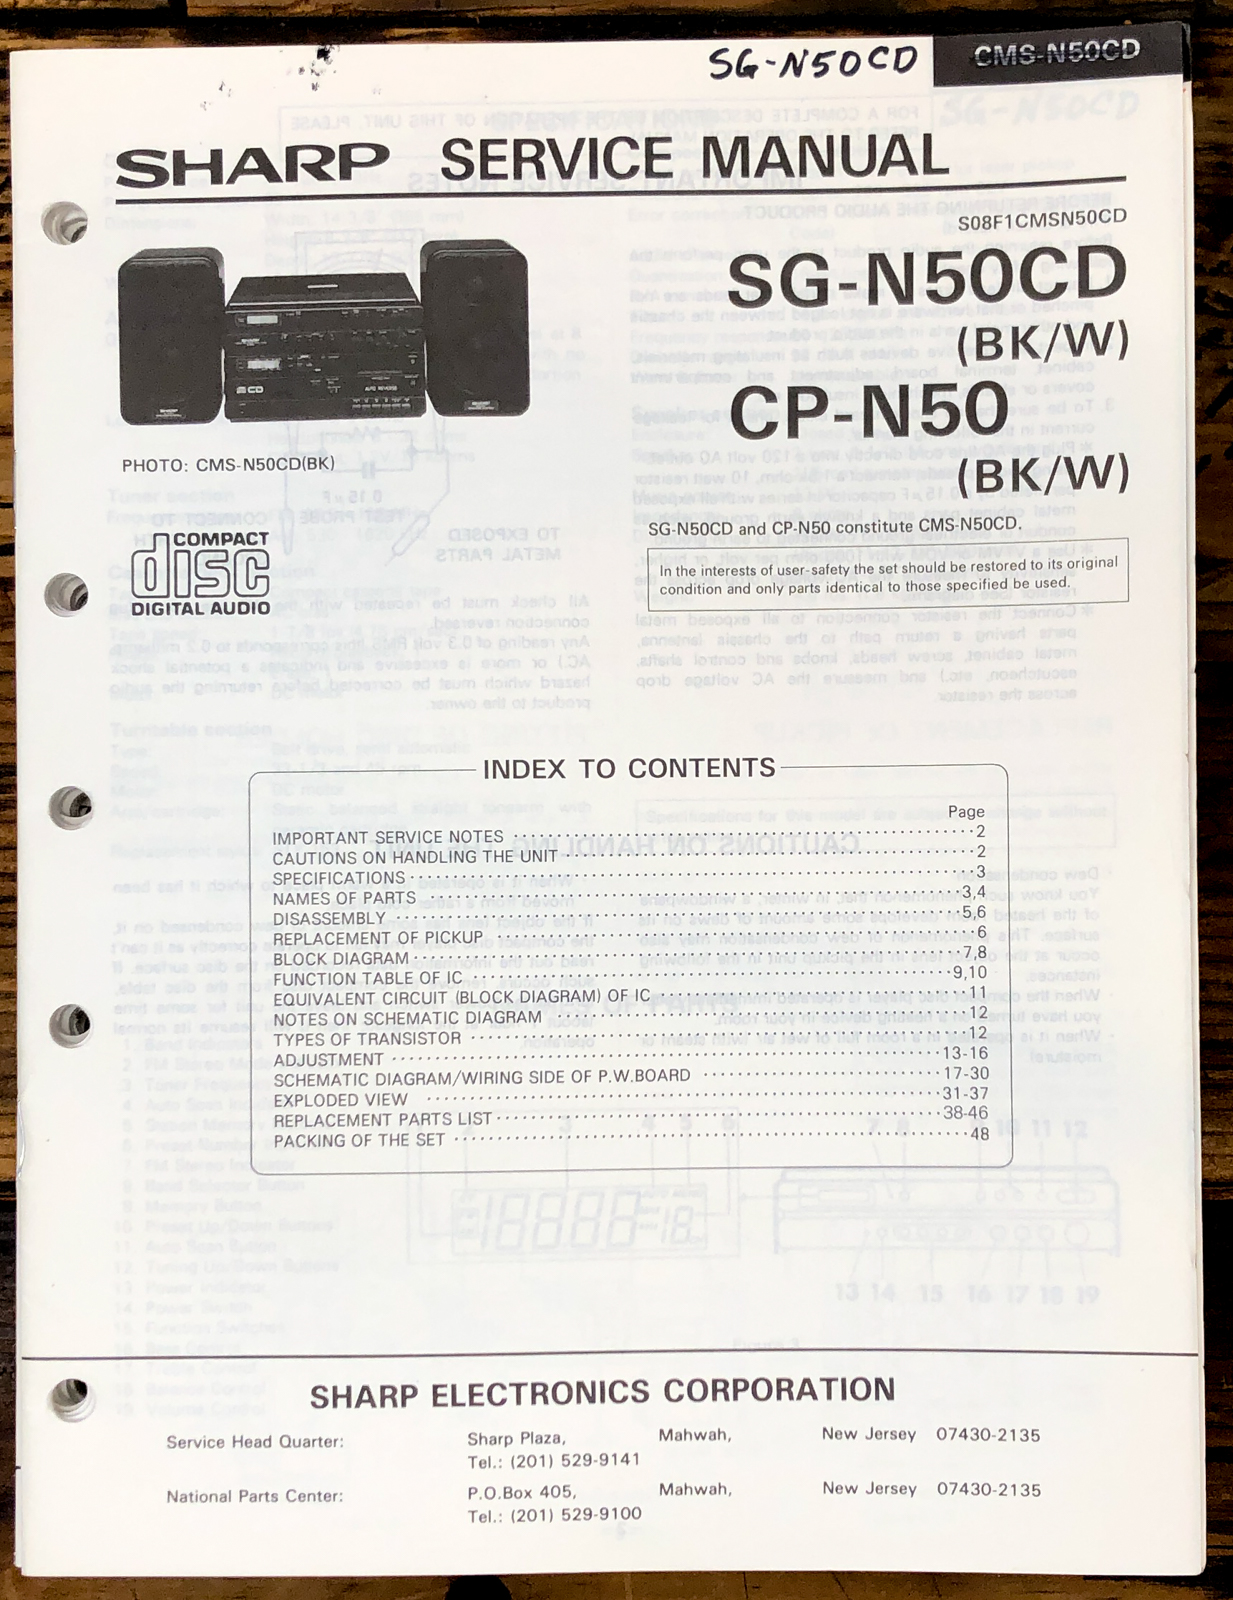 SG-N50CD
CMS-N50CD
SHARP SERVICE MANUAL
S08F1CMSN50CD
SG-N50CD
(BK/W)
CP-N50
(BK/W)
PHOTO: CMS-N50CD(BK)
SG-N50CD and CP-N50 constitute CMS-N50CD.
COMPACT
disc
DIGITAL AUDIO
In the interests of user-safety the set should be restored to its original
condition and only parts identical to those specified be used.
INDEX TO CONTENTS
Page
IMPORTANT SERVICE NOTES 2
CAUTIONS ON HANDLING THE UNIT 2
SPECIFICATIONS 3
NAMES OF PARTS 3,4
DISASSEMBLY 5,6
REPLACEMENT OF PICKUP 6
BLOCK DIAGRAM 7,8
FUNCTION TABLE OF IC 9,10
EQUIVALENT CIRCUIT (BLOCK DIAGRAM) OF IC 11
NOTES ON SCHEMATIC DIAGRAM 12
TYPES OF TRANSISTOR 12
ADJUSTMENT 13-16
SCHEMATIC DIAGRAM/WIRING SIDE OF P.W.BOARD 17-30
EXPLODED VIEW 31-37
REPLACEMENT PARTS LIST 38-46
PACKING OF THE SET 48
SHARP ELECTRONICS CORPORATION
Service Head Quarter: Sharp Plaza, Mahwah, New Jersey 07430-2135
Tel.: (201) 529-9141
National Parts Center: P.O.Box 405, Mahwah, New Jersey 07430-2135
Tel.: (201) 529-9100